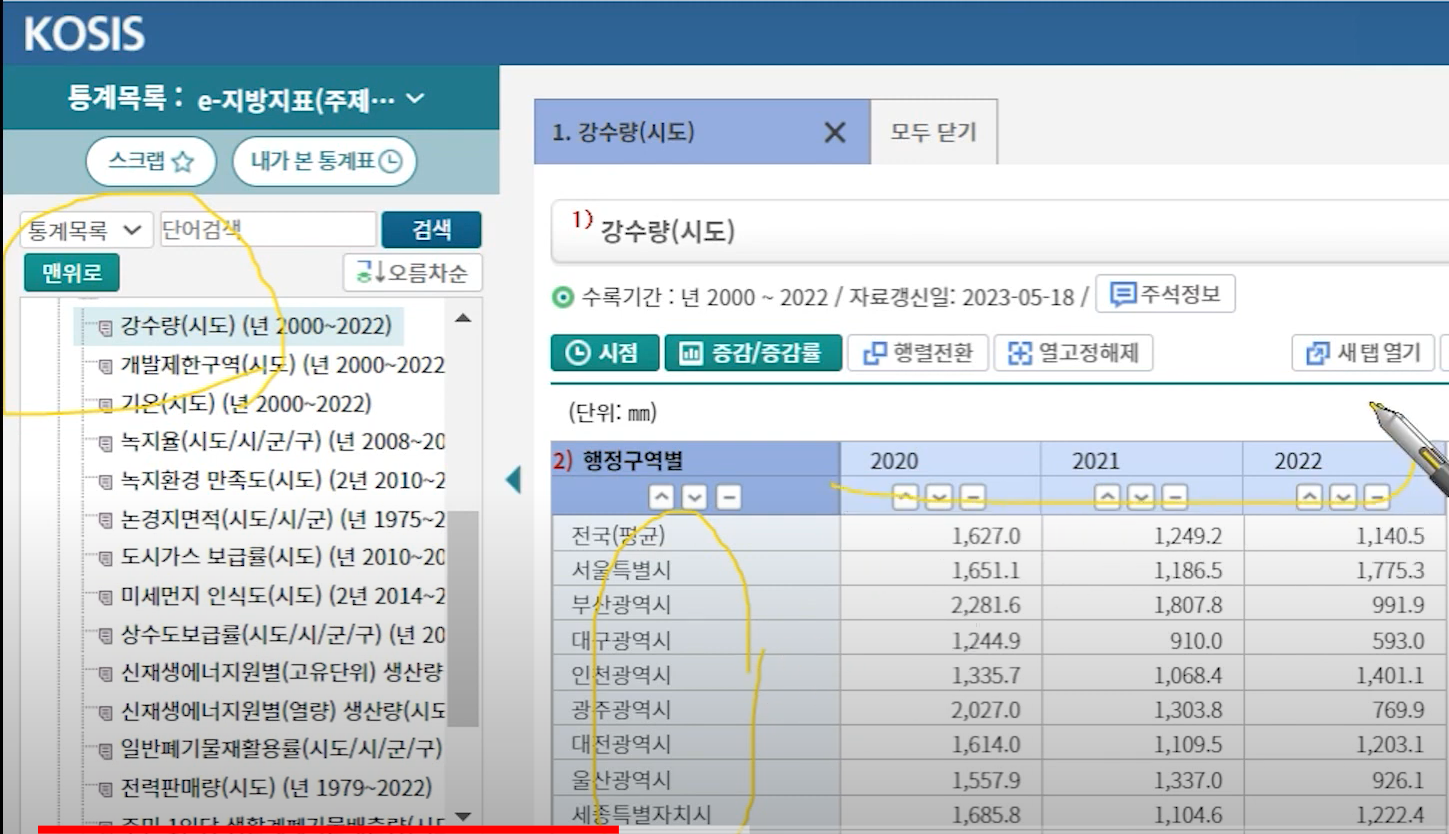 KOSIS
통계목록 : e-지방지표(주제···
스크랩 내가 본 통계표
통계목록 단어검색 검색
맨위로 오름차순
강수량(시도) (년 2000~2022)
개발제한구역(시도) (년 2000~2022
기온(시도) (년 2000~2022)
녹지율(시도/시/군/구) (년 2008~20
녹지환경 만족도(시도) (2년 2010~2
논경지면적(시도/시/군) (년 1975~2
도시가스 보급률(시도) (년 2010~20
미세먼지 인식도(시도) (2년 2014~2
상수도보급률(시도/시/군/구) (년 20
신재생에너지원별(고유단위) 생산량
신재생에너지원별(열량) 생산량(시도
일반폐기물재활용률(시도/시/군/구)
전력판매량(시도) (년 1979~2022)
1. 강수량(시도) 모두 닫기
1) 강수량(시도)
수록기간 : 년 2000 ~ 2022 / 자료갱신일: 2023-05-18 / 주석정보
시점 증감/증감률 행렬전환 열고정해제 새탭열기
(단위: ㎜)
2) 행정구역별 2020 2021 2022
전국(평균) 1,627.0 1,249.2 1,140.5
서울특별시 1,651.1 1,186.5 1,775.3
부산광역시 2,281.6 1,807.8 991.9
대구광역시 1,244.9 910.0 593.0
인천광역시 1,335.7 1,068.4 1,401.1
광주광역시 2,027.0 1,303.8 769.9
대전광역시 1,614.0 1,109.5 1,203.1
울산광역시 1,557.9 1,337.0 926.1
세종특별자치시 1,685.8 1,104.6 1,222.4